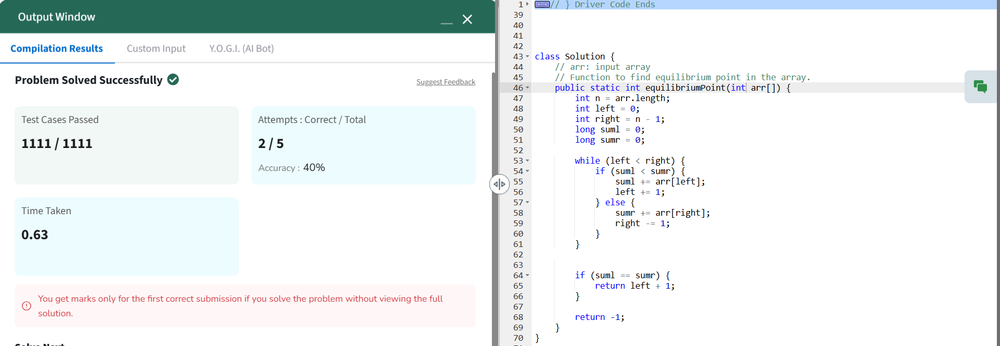 Output Window
Compilation Results
Custom Input
Y.O.G.I. (AI Bot)
Problem Solved Successfully
Suggest Feedback
Test Cases Passed
1111 / 1111
Attempts : Correct / Total
2 / 5
Accuracy : 40%
Time Taken
0.63
You get marks only for the first correct submission if you solve the problem without viewing the full
solution.
Solve Next
1 // } Driver Code Ends
39
40
41
42
43 class Solution {
44     // arr: input array
45     // Function to find equilibrium point in the array.
46     public static int equilibriumPoint(int arr[]) {
47         int n = arr.length;
48         int left = 0;
49         int right = n - 1;
50         long suml = 0;
51         long sumr = 0;
52
53         while (left < right) {
54             if (suml < sumr) {
55                 suml += arr[left];
56                 left += 1;
57             } else {
58                 sumr += arr[right];
59                 right -= 1;
60             }
61         }
62
63
64         if (suml == sumr) {
65             return left + 1;
66         }
67
68         return -1;
69     }
70 }